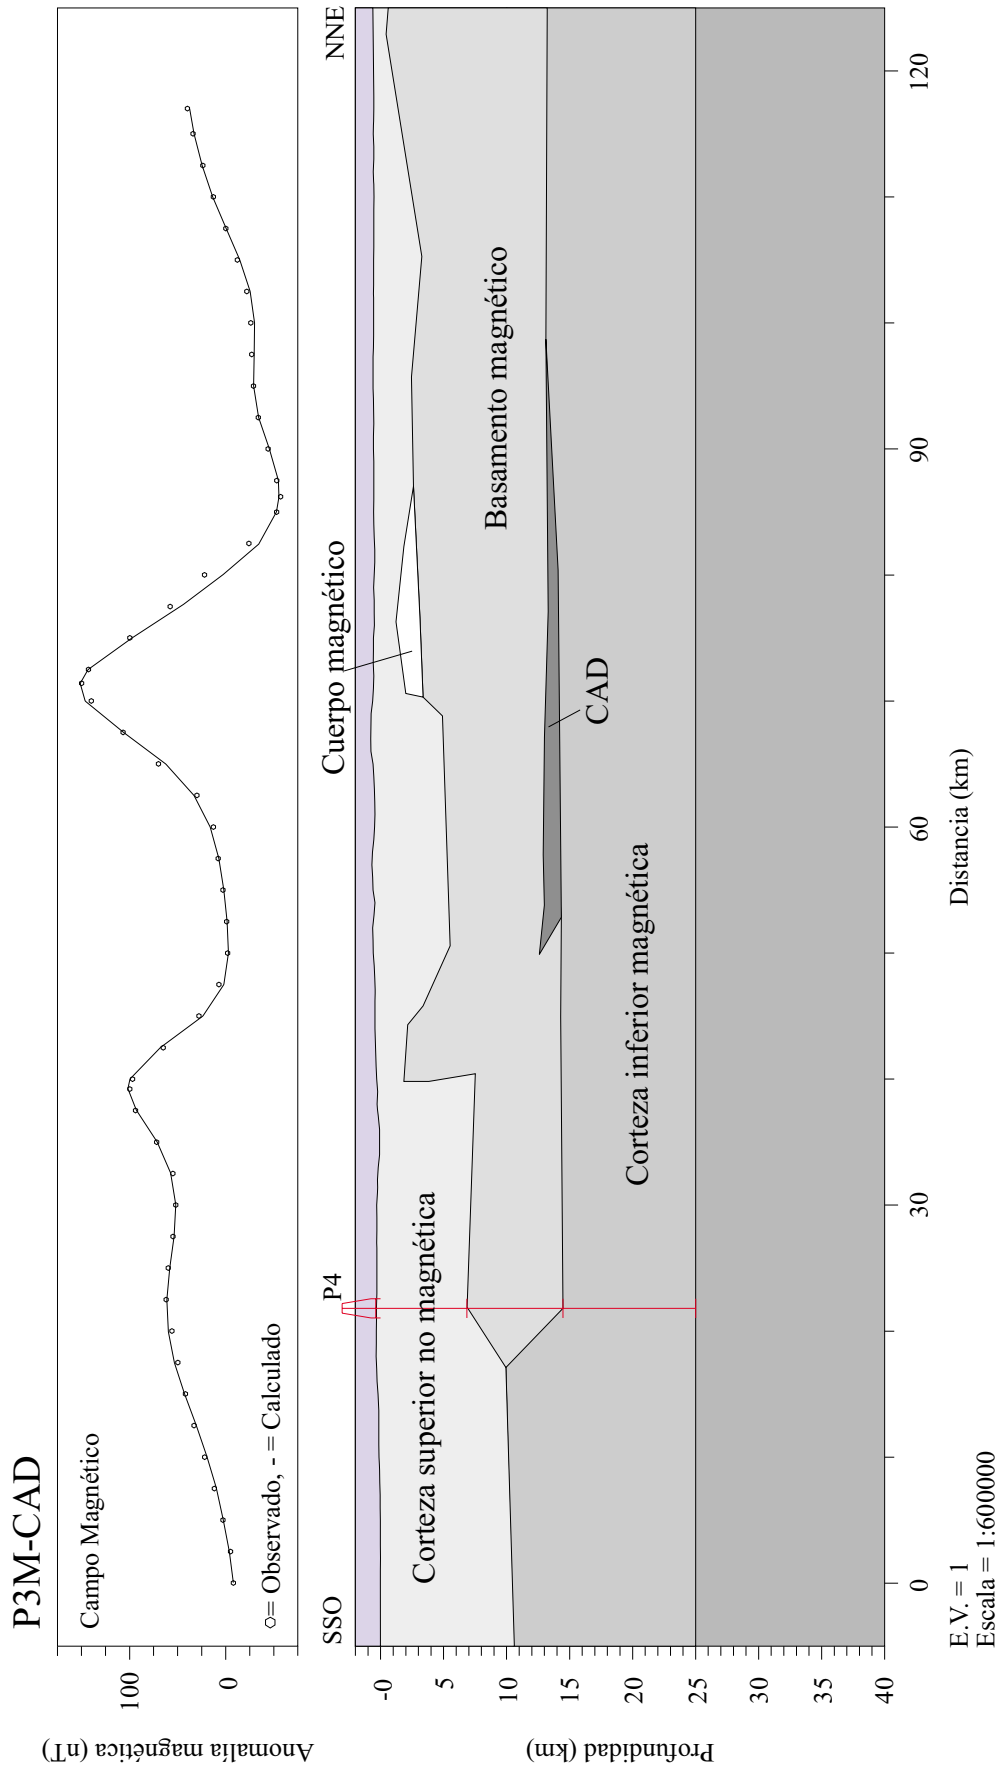 P3M-CAD
Campo Magnético
○= Observado, - = Calculado
100
0
Anomalía magnética (nT)
SSO
P4
NNE
Cuerpo magnético
Corteza superior no magnética
Basamento magnético
CAD
Corteza inferior magnética
-0
5
10
15
20
25
30
35
40
Profundidad (km)
0
30
60
90
120
Distancia (km)
E.V. = 1
Escala = 1:600000